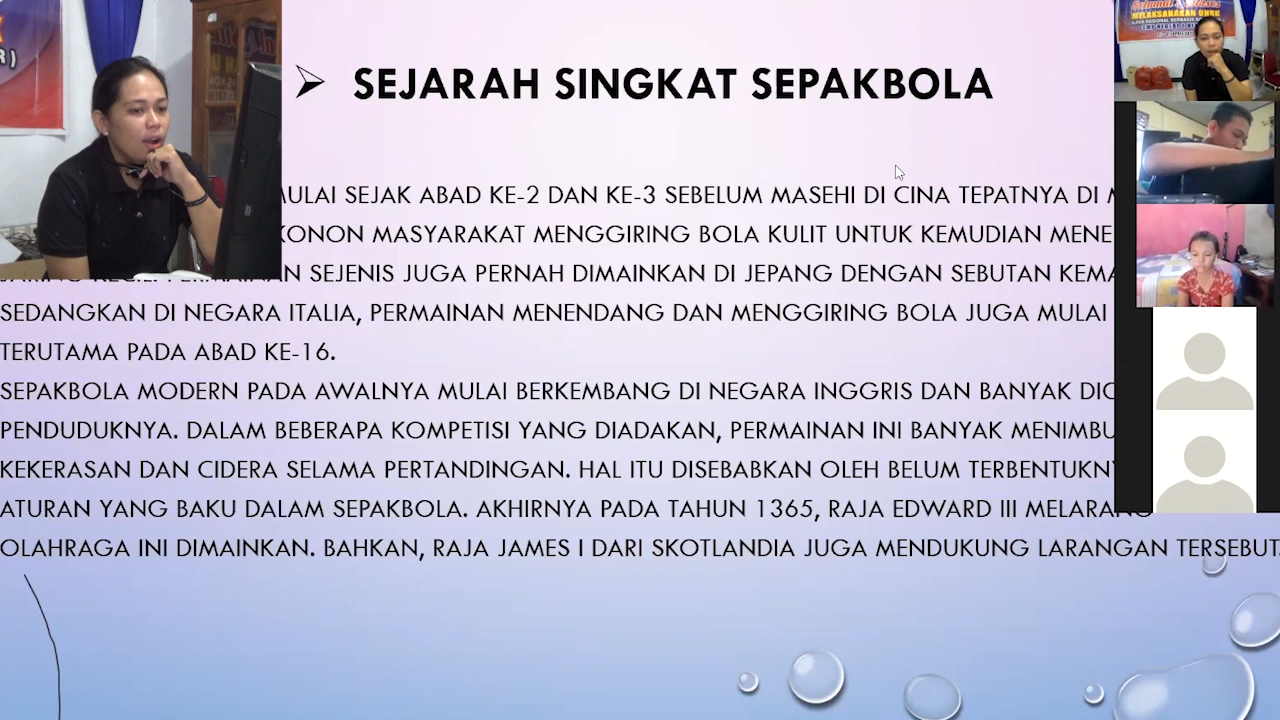 SEJARAH SINGKAT SEPAKBOLA
SEJAK ABAD KE-2 DAN KE-3 SEBELUM MASEHI DI CINA TEPATNYA DI
KONON MASYARAKAT MENGGIRING BOLA KULIT UNTUK KEMUDIAN
SEJENIS JUGA PERNAH DIMAINKAN DI JEPANG DENGAN SEBUTAN
SEDANGKAN DI NEGARA ITALIA, PERMAINAN MENENDANG DAN MENGGIRING BOLA JUGA MULAI
TERUTAMA PADA ABAD KE-16.
SEPAKBOLA MODERN PADA AWALNYA MULAI BERKEMBANG DI NEGARA INGGRIS DAN BANYAK
PENDUDUKNYA. DALAM BEBERAPA KOMPETISI YANG DIADAKAN, PERMAINAN INI BANYAK
KEKERASAN DAN CIDERA SELAMA PERTANDINGAN. HAL ITU DISEBABKAN OLEH BELUM
ATURAN YANG BAKU DALAM SEPAKBOLA. AKHIRNYA PADA TAHUN 1365, RAJA EDWARD III MELARANG
OLAHRAGA INI DIMAINKAN. BAHKAN, RAJA JAMES I DARI SKOTLANDIA JUGA MENDUKUNG LARANGAN TERSEBUT.